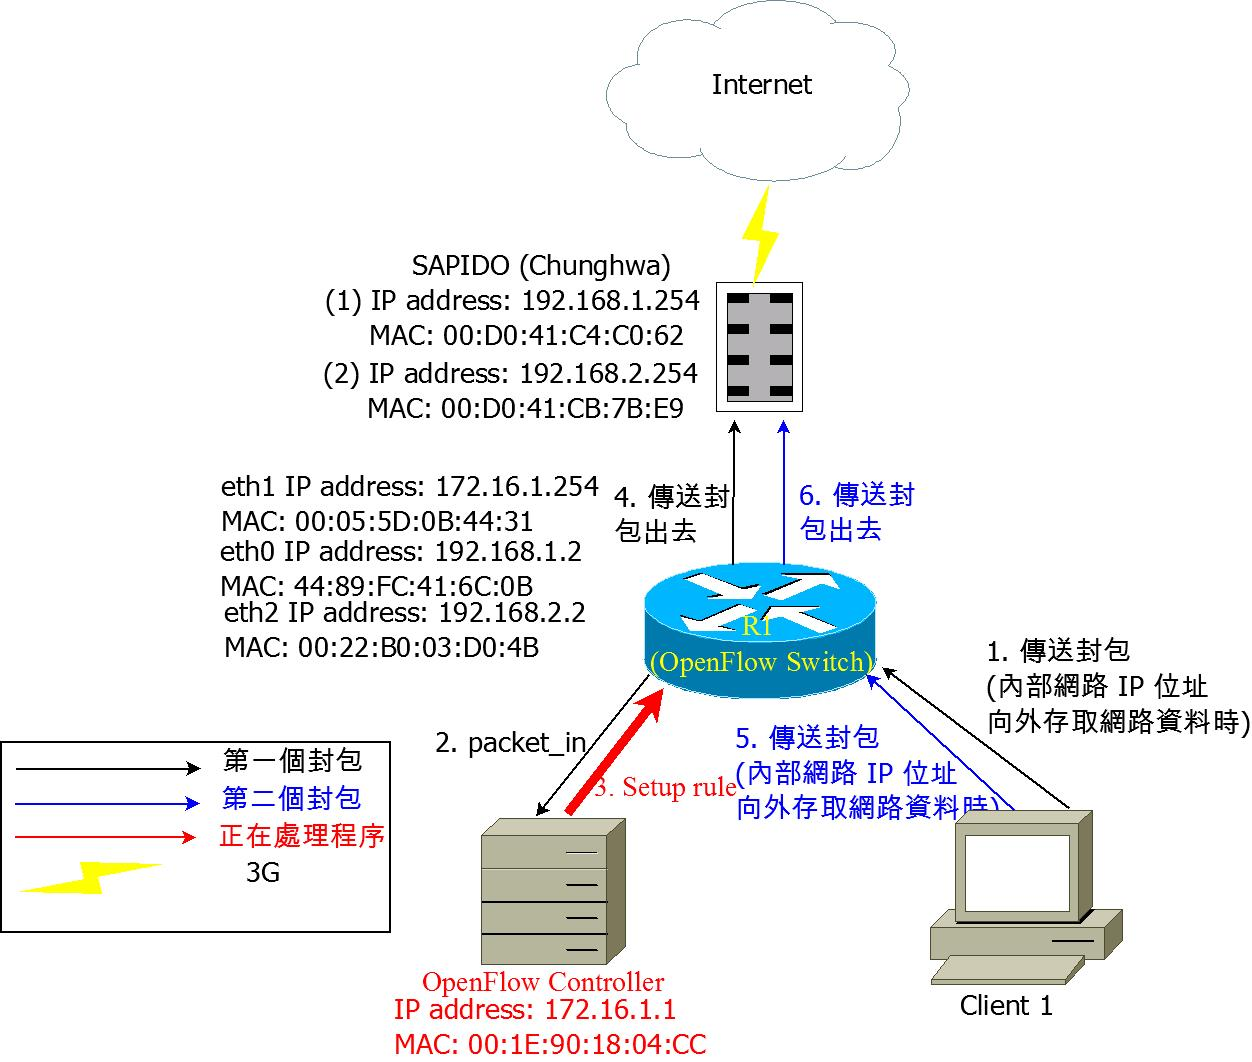 Internet
SAPIDO (Chunghwa)
(1) IP address: 192.168.1.254
MAC: 00:D0:41:C4:C0:62
(2) IP address: 192.168.2.254
MAC: 00:D0:41:CB:7B:E9
eth1 IP address: 172.16.1.254
MAC: 00:05:5D:0B:44:31
eth0 IP address: 192.168.1.2
MAC: 44:89:FC:41:6C:0B
eth2 IP address: 192.168.2.2
MAC: 00:22:B0:03:D0:4B
4. 傳送封
包出去
6. 傳送封
包出去
R1
(OpenFlow Switch)
1. 傳送封包
(內部網路 IP 位址
向外存取網路資料時)
2. packet_in
3. Setup rule
5. 傳送封包
(內部網路 IP 位址
向外存取網路資料時)
第一個封包
第二個封包
正在處理程序
3G
OpenFlow Controller
IP address: 172.16.1.1
MAC: 00:1E:90:18:04:CC
Client 1